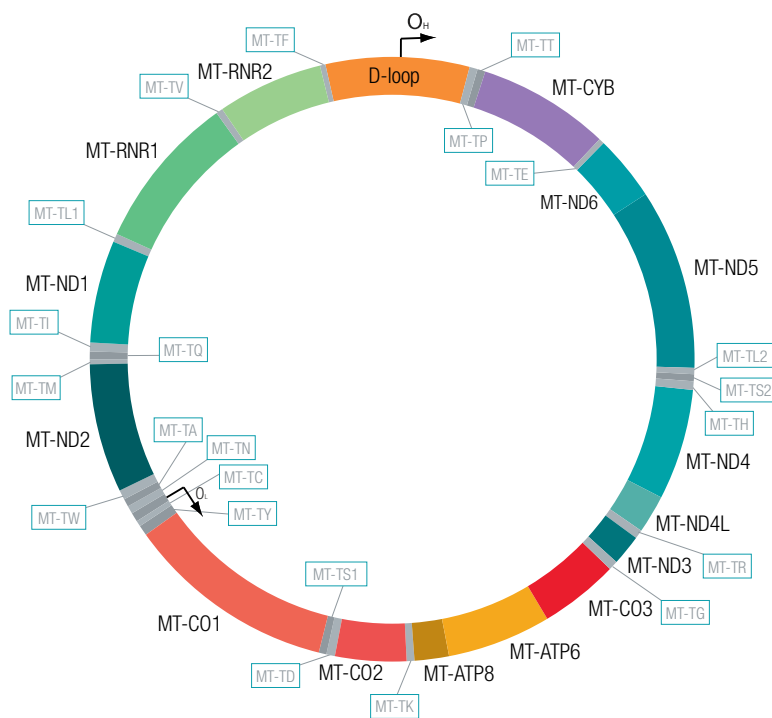 OH
MT-TF
MT-TT
MT-RNR2
D-loop
MT-CYB
MT-TV
MT-TP
MT-RNR1
MT-TE
MT-ND6
MT-TL1
MT-ND1
MT-ND5
MT-TI
MT-TQ
MT-TL2
MT-TM
MT-TS2
MT-TH
MT-TA
MT-ND2
MT-TN
MT-ND4
MT-TC
OL
MT-TW
MT-TY
MT-ND4L
MT-ND3
MT-TR
MT-TS1
MT-CO3
MT-TG
MT-CO1
MT-ATP6
MT-TD
MT-CO2
MT-ATP8
MT-TK